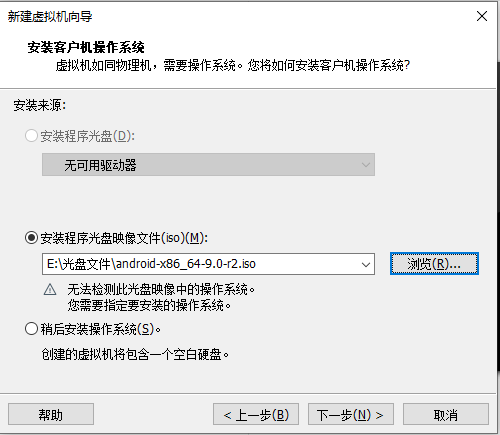 新建虚拟机向导
安装客户机操作系统
虚拟机如同物理机，需要操作系统。您将如何安装客户机操作系统?
安装来源:
安装程序光盘(D):
无可用驱动器
安装程序光盘映像文件(iso)(M):
E:\光盘文件\android-x86_64-9.0-r2.iso
浏览(R)...
无法检测此光盘映像中的操作系统。
您需要指定要安装的操作系统。
稍后安装操作系统(S)。
创建的虚拟机将包含一个空白硬盘。
帮助
< 上一步(B)
下一步(N) >
取消